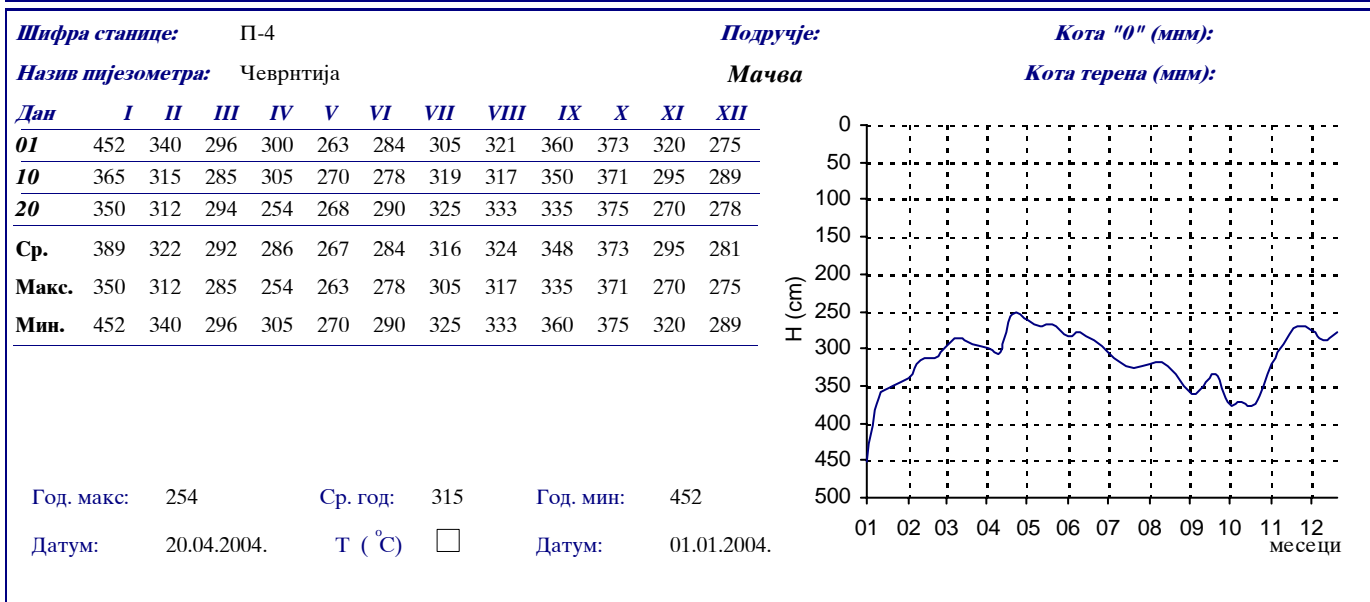 Шифра станице: П-4 Подручје: Кота "0" (мнм):
Назив пијезометра: Чеврнтија Мачва Кота терена (мнм):
Дан I II III IV V VI VII VIII IX X XI XII
01 452 340 296 300 263 284 305 321 360 373 320 275
10 365 315 285 305 270 278 319 317 350 371 295 289
20 350 312 294 254 268 290 325 333 335 375 270 278
Ср. 389 322 292 286 267 284 316 324 348 373 295 281
Макс. 350 312 285 254 263 278 305 317 335 371 270 275
Мин. 452 340 296 305 270 290 325 333 360 375 320 289
Год. макс: 254 Ср. год: 315 Год. мин: 452
Датум: 20.04.2004. T ( °C) Датум: 01.01.2004.
H (cm)
0
50
100
150
200
250
300
350
400
450
500
01 02 03 04 05 06 07 08 09 10 11 12
месеци